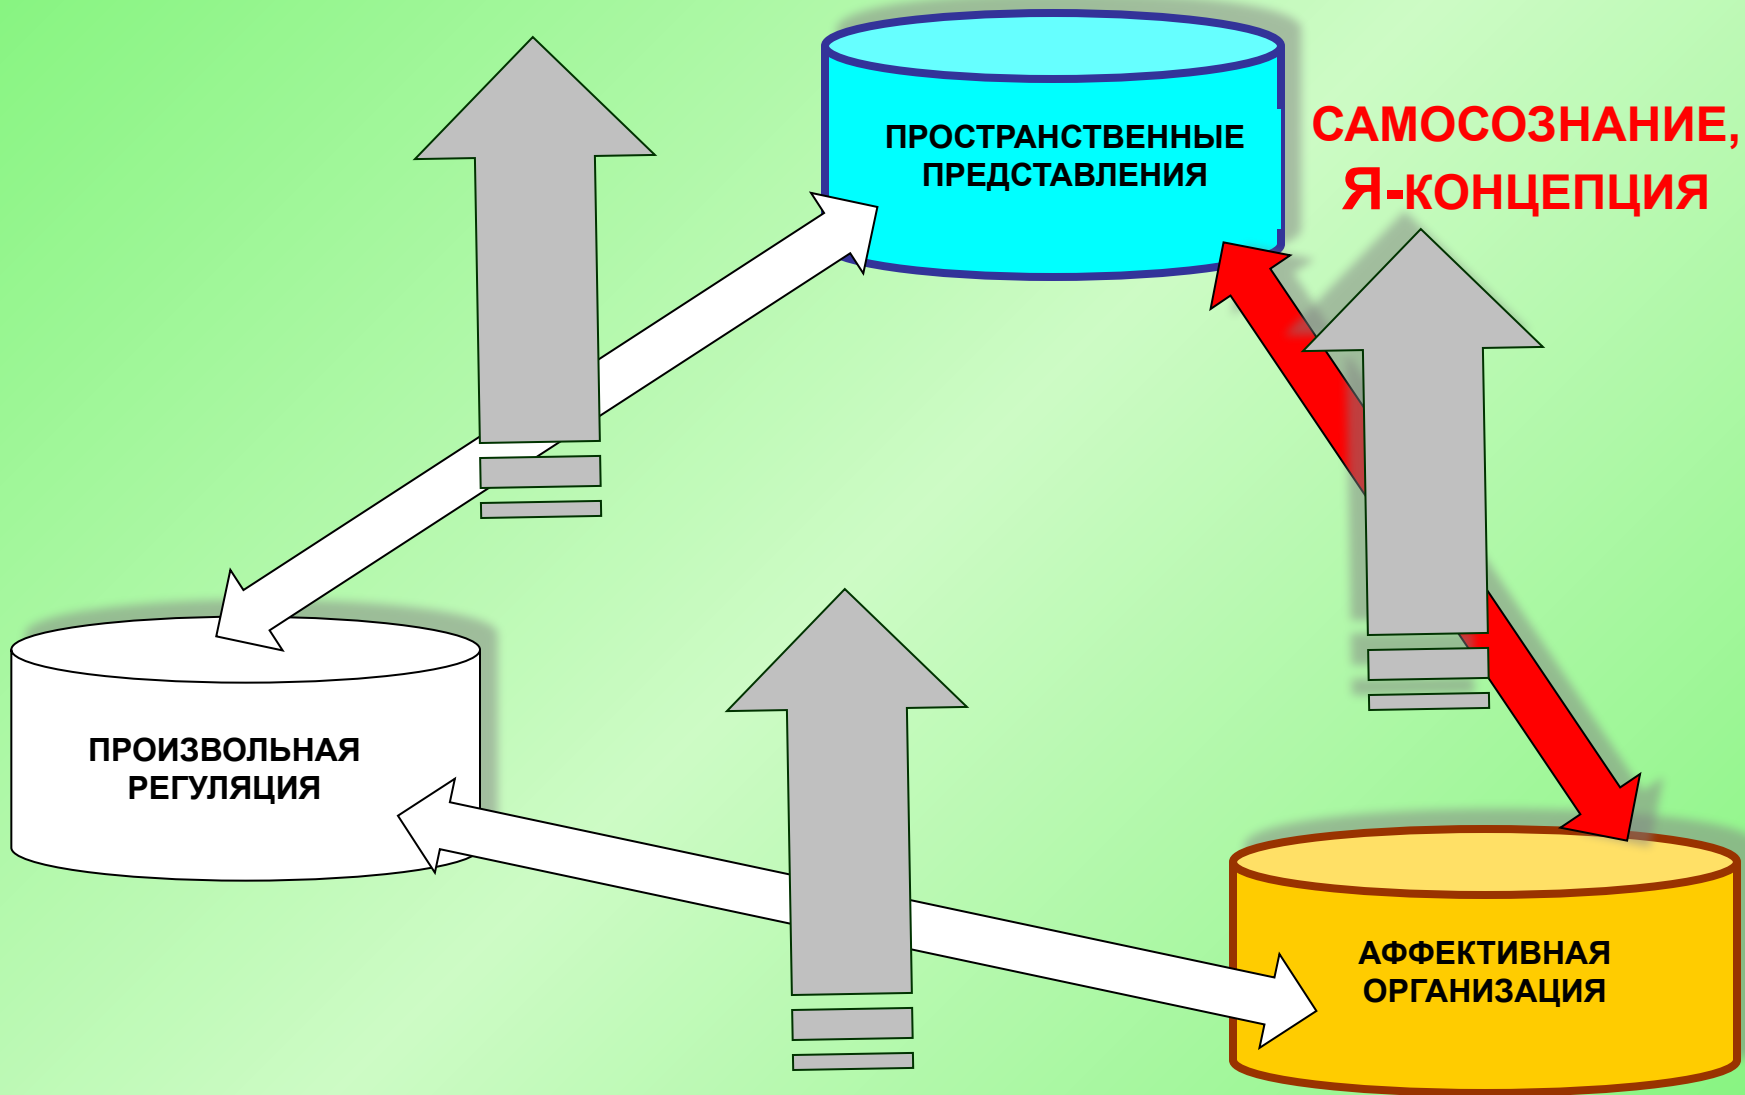 ПРОСТРАНСТВЕННЫЕ
ПРЕДСТАВЛЕНИЯ
САМОСОЗНАНИЕ,
Я-КОНЦЕПЦИЯ
ПРОИЗВОЛЬНАЯ
РЕГУЛЯЦИЯ
АФФЕКТИВНАЯ
ОРГАНИЗАЦИЯ